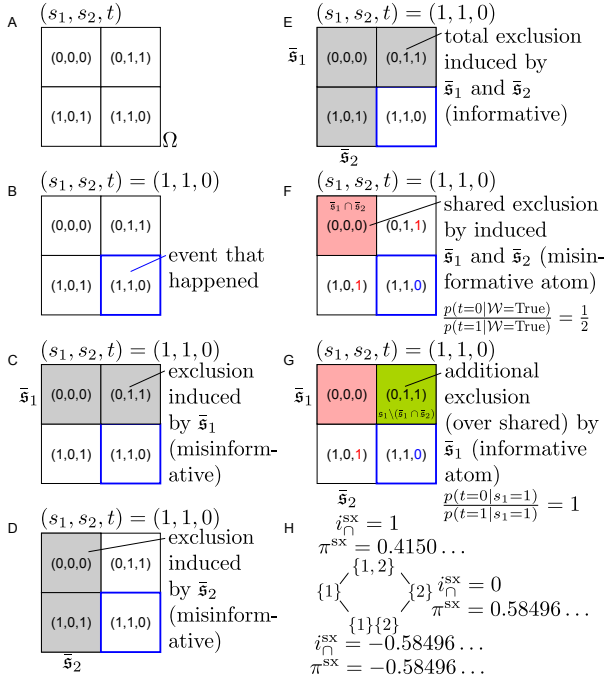 A
(s₁, s₂, t)
(0,0,0) (0,1,1)
(1,0,1) (1,1,0)
Ω
B
(s₁, s₂, t) = (1, 1, 0)
(0,0,0) (0,1,1)
(1,0,1) (1,1,0)
event that
happened
C
(s₁, s₂, t) = (1, 1, 0)
𝔰̄₁
(0,0,0) (0,1,1)
(1,0,1) (1,1,0)
exclusion
induced
by 𝔰̄₁
(misinform-
ative)
D
(s₁, s₂, t) = (1, 1, 0)
(0,0,0) (0,1,1)
(1,0,1) (1,1,0)
𝔰̄₂
exclusion
induced
by 𝔰̄₂
(misinform-
ative)
E
(s₁, s₂, t) = (1, 1, 0)
𝔰̄₁
(0,0,0) (0,1,1)
(1,0,1) (1,1,0)
𝔰̄₂
total exclusion
induced by
𝔰̄₁ and 𝔰̄₂
(informative)
F
(s₁, s₂, t) = (1, 1, 0)
𝔰̄₁ ∩ 𝔰̄₂
(0,0,0) (0,1,1)
(1,0,1) (1,1,0)
shared exclusion
by induced
𝔰̄₁ and 𝔰̄₂ (misin-
formative atom)
p(t=0|𝒲=True) / p(t=1|𝒲=True) = 1/2
G
(s₁, s₂, t) = (1, 1, 0)
(0,0,0) (0,1,1)
𝔰₁\(𝔰̄₁ ∩ 𝔰̄₂)
(1,0,1) (1,1,0)
𝔰̄₂
additional
exclusion
(over shared) by
𝔰̄₁ (informative
atom)
p(t=0|s₁=1) / p(t=1|s₁=1) = 1
H
i∩ˢˣ = 1
πˢˣ = 0.4150 . . .
{1, 2}
{1} {2}
{1}{2}
i∩ˢˣ = 0
πˢˣ = 0.58496 . . .
i∩ˢˣ = −0.58496 . . .
πˢˣ = −0.58496 . . .